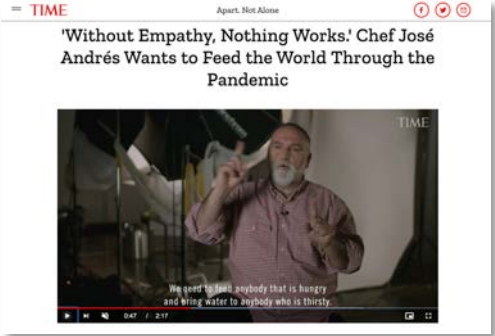 TIME
Apart. Not Alone
'Without Empathy, Nothing Works.' Chef José
Andrés Wants to Feed the World Through the
Pandemic
TIME
We need to feed anybody that is hungry
and bring water to anybody who is thirsty.
0:47 / 2:17